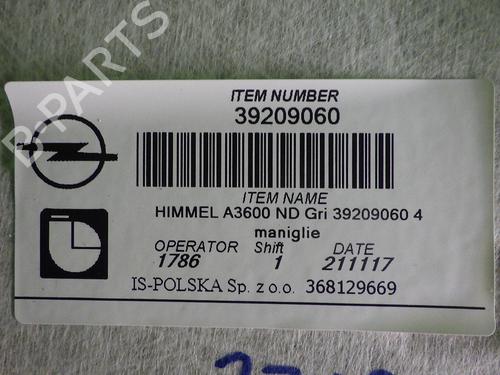 B-PARTS
ITEM NUMBER
39209060
ITEM NAME
HIMMEL A3600 ND Gri 39209060 4
maniglie
OPERATOR Shift DATE
1786 1 211117
IS-POLSKA Sp. z o.o. 368129669